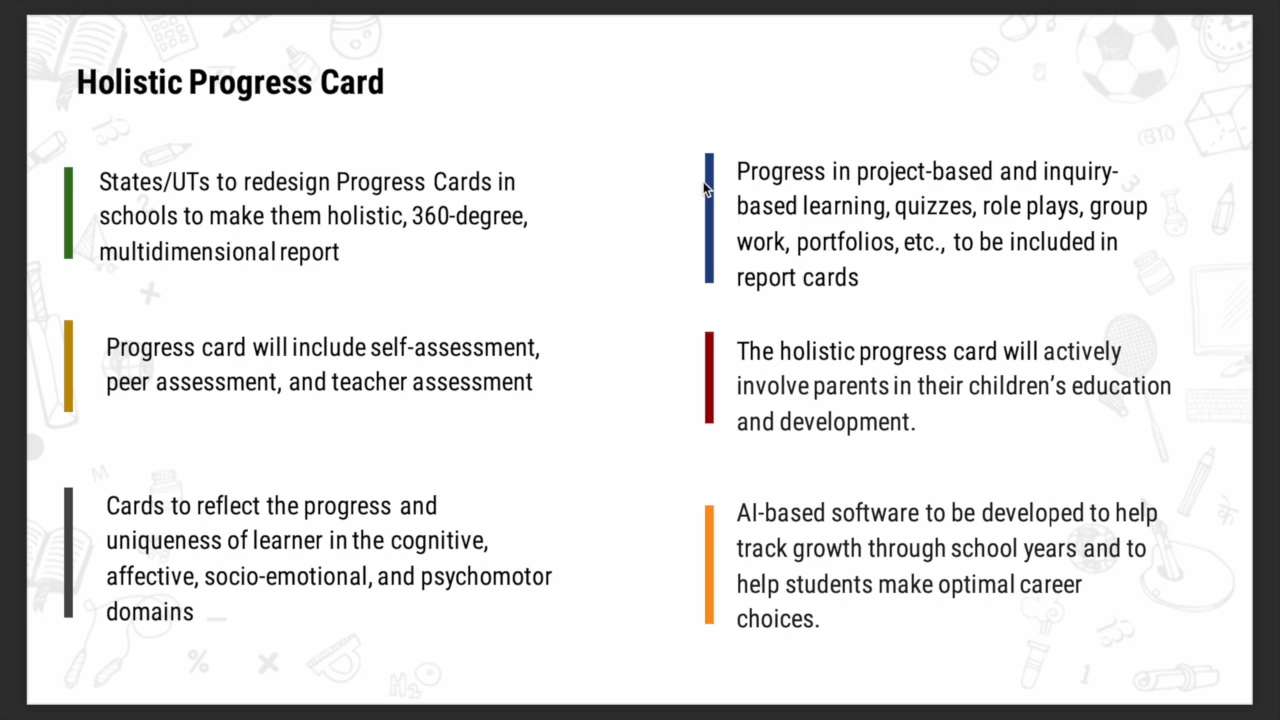 Holistic Progress Card
States/UTs to redesign Progress Cards in
schools to make them holistic, 360-degree,
multidimensional report
Progress card will include self-assessment,
peer assessment, and teacher assessment
Cards to reflect the progress and
uniqueness of learner in the cognitive,
affective, socio-emotional, and psychomotor
domains
Progress in project-based and inquiry-
based learning, quizzes, role plays, group
work, portfolios, etc., to be included in
report cards
The holistic progress card will actively
involve parents in their children's education
and development.
AI-based software to be developed to help
track growth through school years and to
help students make optimal career
choices.
M
%
H₂O
1